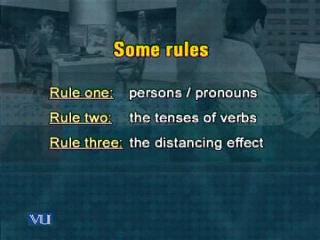 Some rules
Rule one: persons / pronouns
Rule two: the tenses of verbs
Rule three: the distancing effect
VU